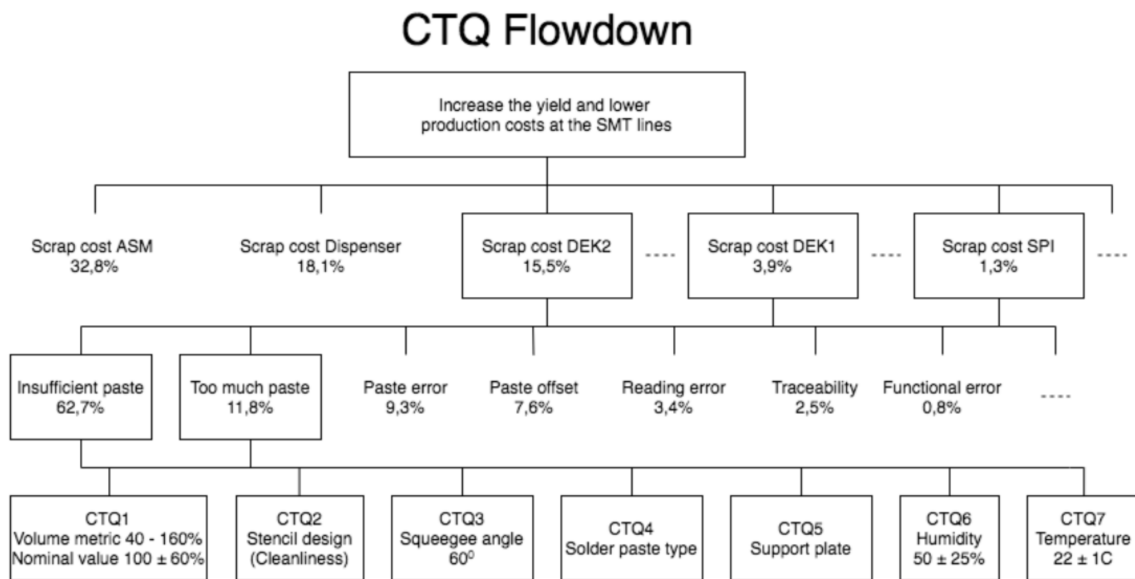 CTQ Flowdown
Increase the yield and lower
production costs at the SMT lines
Scrap cost ASM
32,8%
Scrap cost Dispenser
18,1%
Scrap cost DEK2
15,5%
Scrap cost DEK1
3,9%
Scrap cost SPI
1,3%
Insufficient paste
62,7%
Too much paste
11,8%
Paste error
9,3%
Paste offset
7,6%
Reading error
3,4%
Traceability
2,5%
Functional error
0,8%
CTQ1
Volume metric 40 - 160%
Nominal value 100 ± 60%
CTQ2
Stencil design
(Cleanliness)
CTQ3
Squeegee angle
60⁰
CTQ4
Solder paste type
CTQ5
Support plate
CTQ6
Humidity
50 ± 25%
CTQ7
Temperature
22 ± 1C